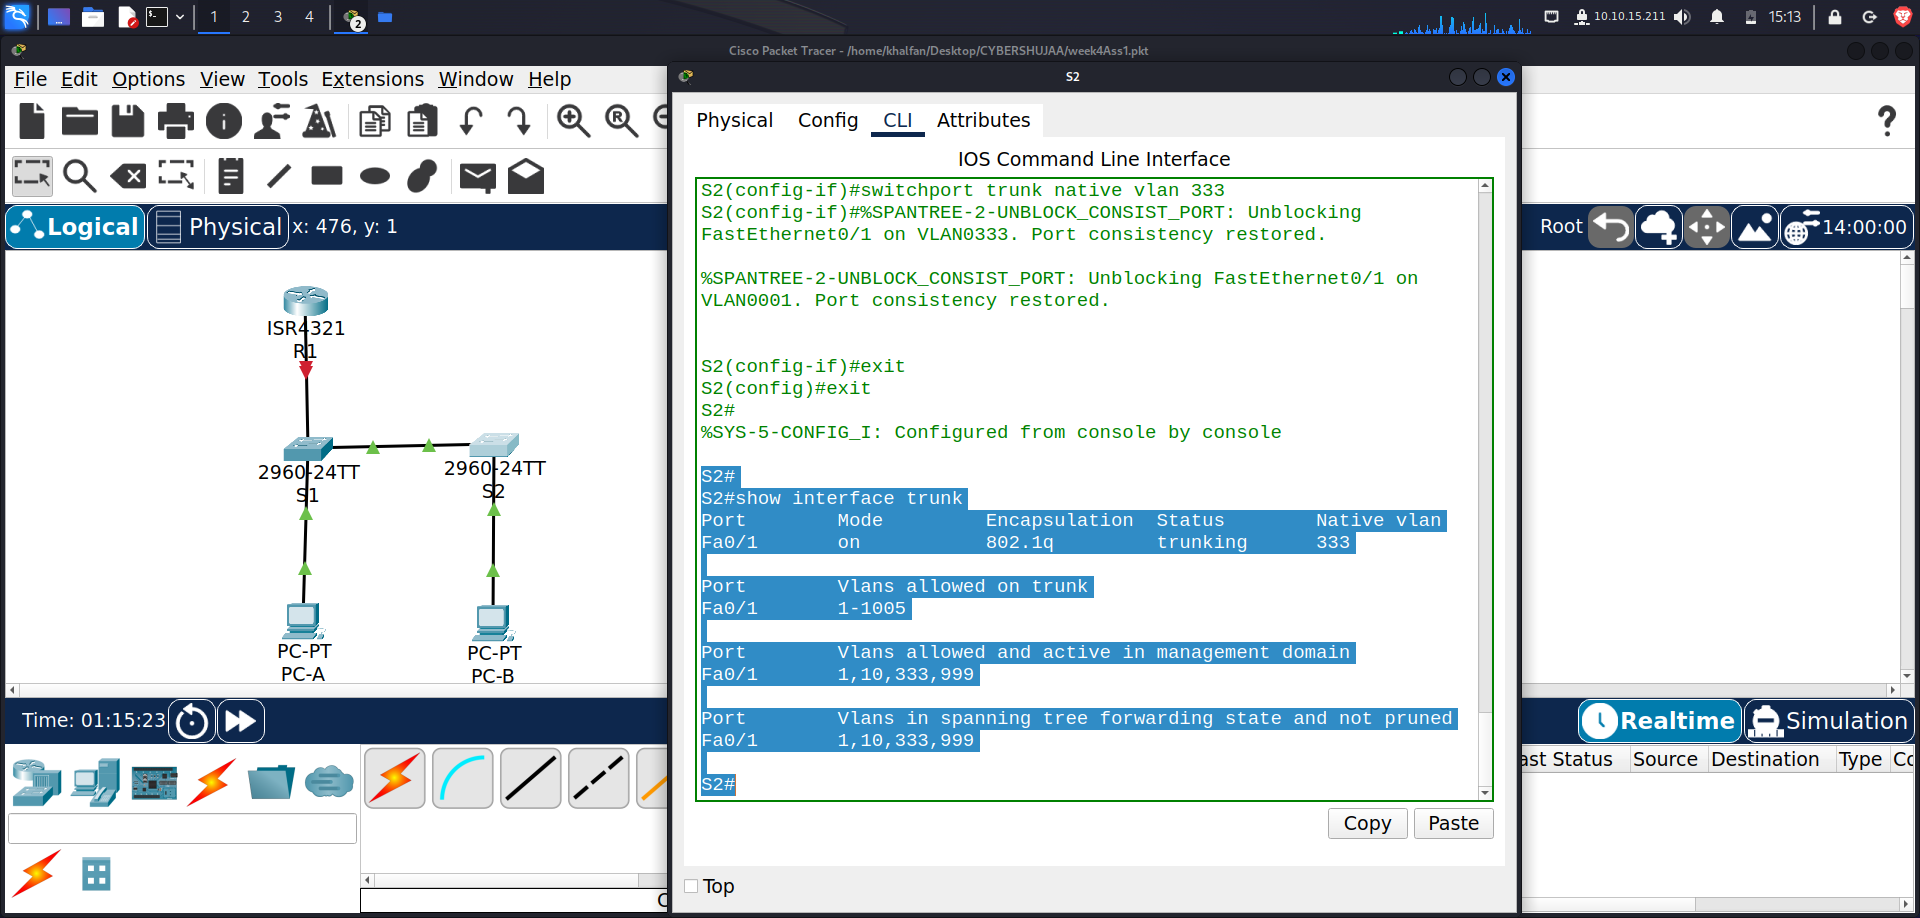 1
2
3
4
2
10.10.15.211
15:13
Cisco Packet Tracer - /home/khalfan/Desktop/CYBERSHUJAA/week4Ass1.pkt
File Edit Options View Tools Extensions Window Help
S2
Physical Config CLI Attributes
IOS Command Line Interface
S2(config-if)#switchport trunk native vlan 333
S2(config-if)#%SPANTREE-2-UNBLOCK_CONSIST_PORT: Unblocking
FastEthernet0/1 on VLAN0333. Port consistency restored.
%SPANTREE-2-UNBLOCK_CONSIST_PORT: Unblocking FastEthernet0/1 on
VLAN0001. Port consistency restored.
S2(config-if)#exit
S2(config)#exit
S2#
%SYS-5-CONFIG_I: Configured from console by console
S2#
S2#show interface trunk
Port Mode Encapsulation Status Native vlan
Fa0/1 on 802.1q trunking 333
Port Vlans allowed on trunk
Fa0/1 1-1005
Port Vlans allowed and active in management domain
Fa0/1 1,10,333,999
Port Vlans in spanning tree forwarding state and not pruned
Fa0/1 1,10,333,999
S2#
Copy Paste
Top
Logical Physical x: 476, y: 1
Root 14:00:00
ISR4321
R1
2960-24TT
S1
2960-24TT
S2
PC-PT
PC-A
PC-PT
PC-B
Time: 01:15:23
Realtime Simulation
ast Status Source Destination Type Co